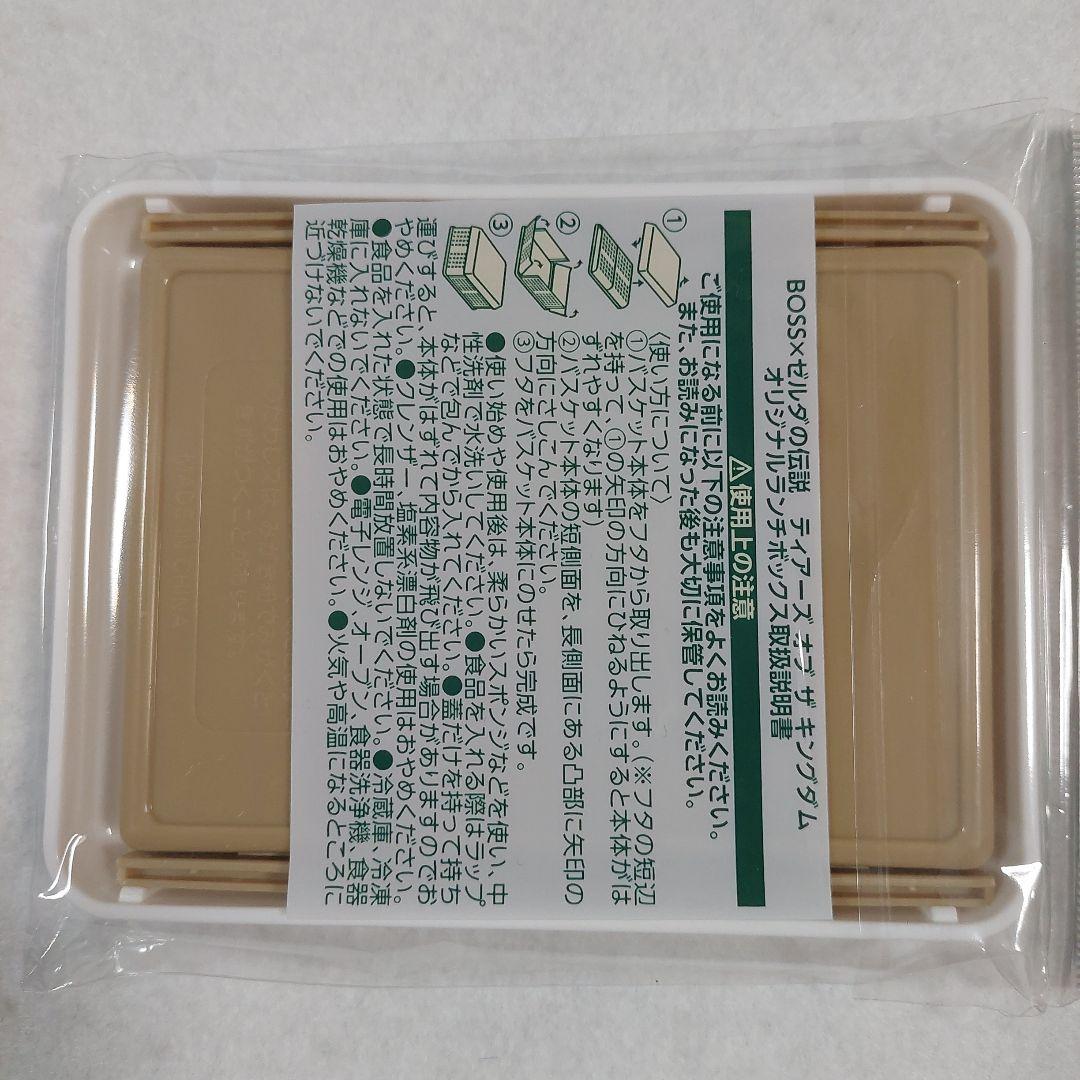 BOSS×ゼルダの伝説 ティアーズ オブ ザ キングダム
オリジナルランチボックス取扱説明書
⚠使用上の注意
ご使用になる前に以下の注意事項をよくお読みください。
また、お読みになった後も大切に保管してください。
①
②
③
〈使い方について〉
①バスケット本体をフタから取り出します。(※フタの短辺
を持って、①の矢印の方向にひねるようにすると本体がは
ずれやすくなります)
②バスケット本体の短側面を、長側面にある凸部に矢印の
方向にさしこんでください。
③フタをバスケット本体にのせたら完成です。
●使い始めや使用後は、柔らかいスポンジなどを使い、中
性洗剤で水洗いしてください。●食品を入れる際はラップ
などで包んでから入れてください。●蓋だけを持って持ち
運びすると、本体がはずれて内容物が飛び出す場合がありますのでお
やめください。●クレンザー、塩素系漂白剤の使用はおやめください。
●食品を入れた状態で長時間放置しないでください。●冷蔵庫、冷凍
庫に入れないでください。●電子レンジ、オーブン、食器洗浄機、食器
乾燥機などでの使用はおやめください。●火気や高温になるところに
近づけないでください。